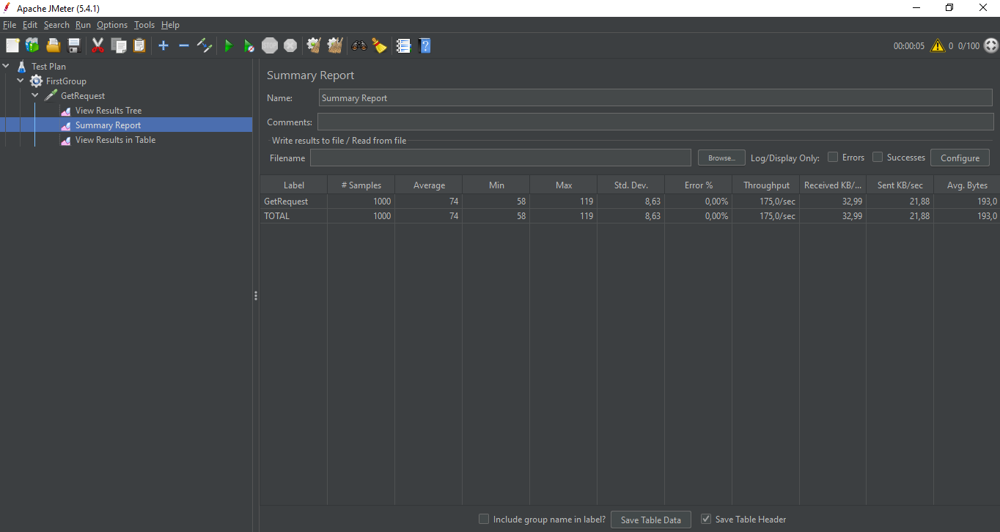 Apache JMeter (5.4.1)
File Edit Search Run Options Tools Help
STOP
00:00:05 0 0/100
Test Plan
FirstGroup
GetRequest
View Results Tree
Summary Report
View Results in Table
Summary Report
Name: Summary Report
Comments:
Write results to file / Read from file
Filename Browse... Log/Display Only: Errors Successes Configure
Label # Samples Average Min Max Std. Dev. Error % Throughput Received KB/... Sent KB/sec Avg. Bytes
GetRequest 1000 74 58 119 8,63 0,00% 175,0/sec 32,99 21,88 193,0
TOTAL 1000 74 58 119 8,63 0,00% 175,0/sec 32,99 21,88 193,0
Include group name in label? Save Table Data Save Table Header